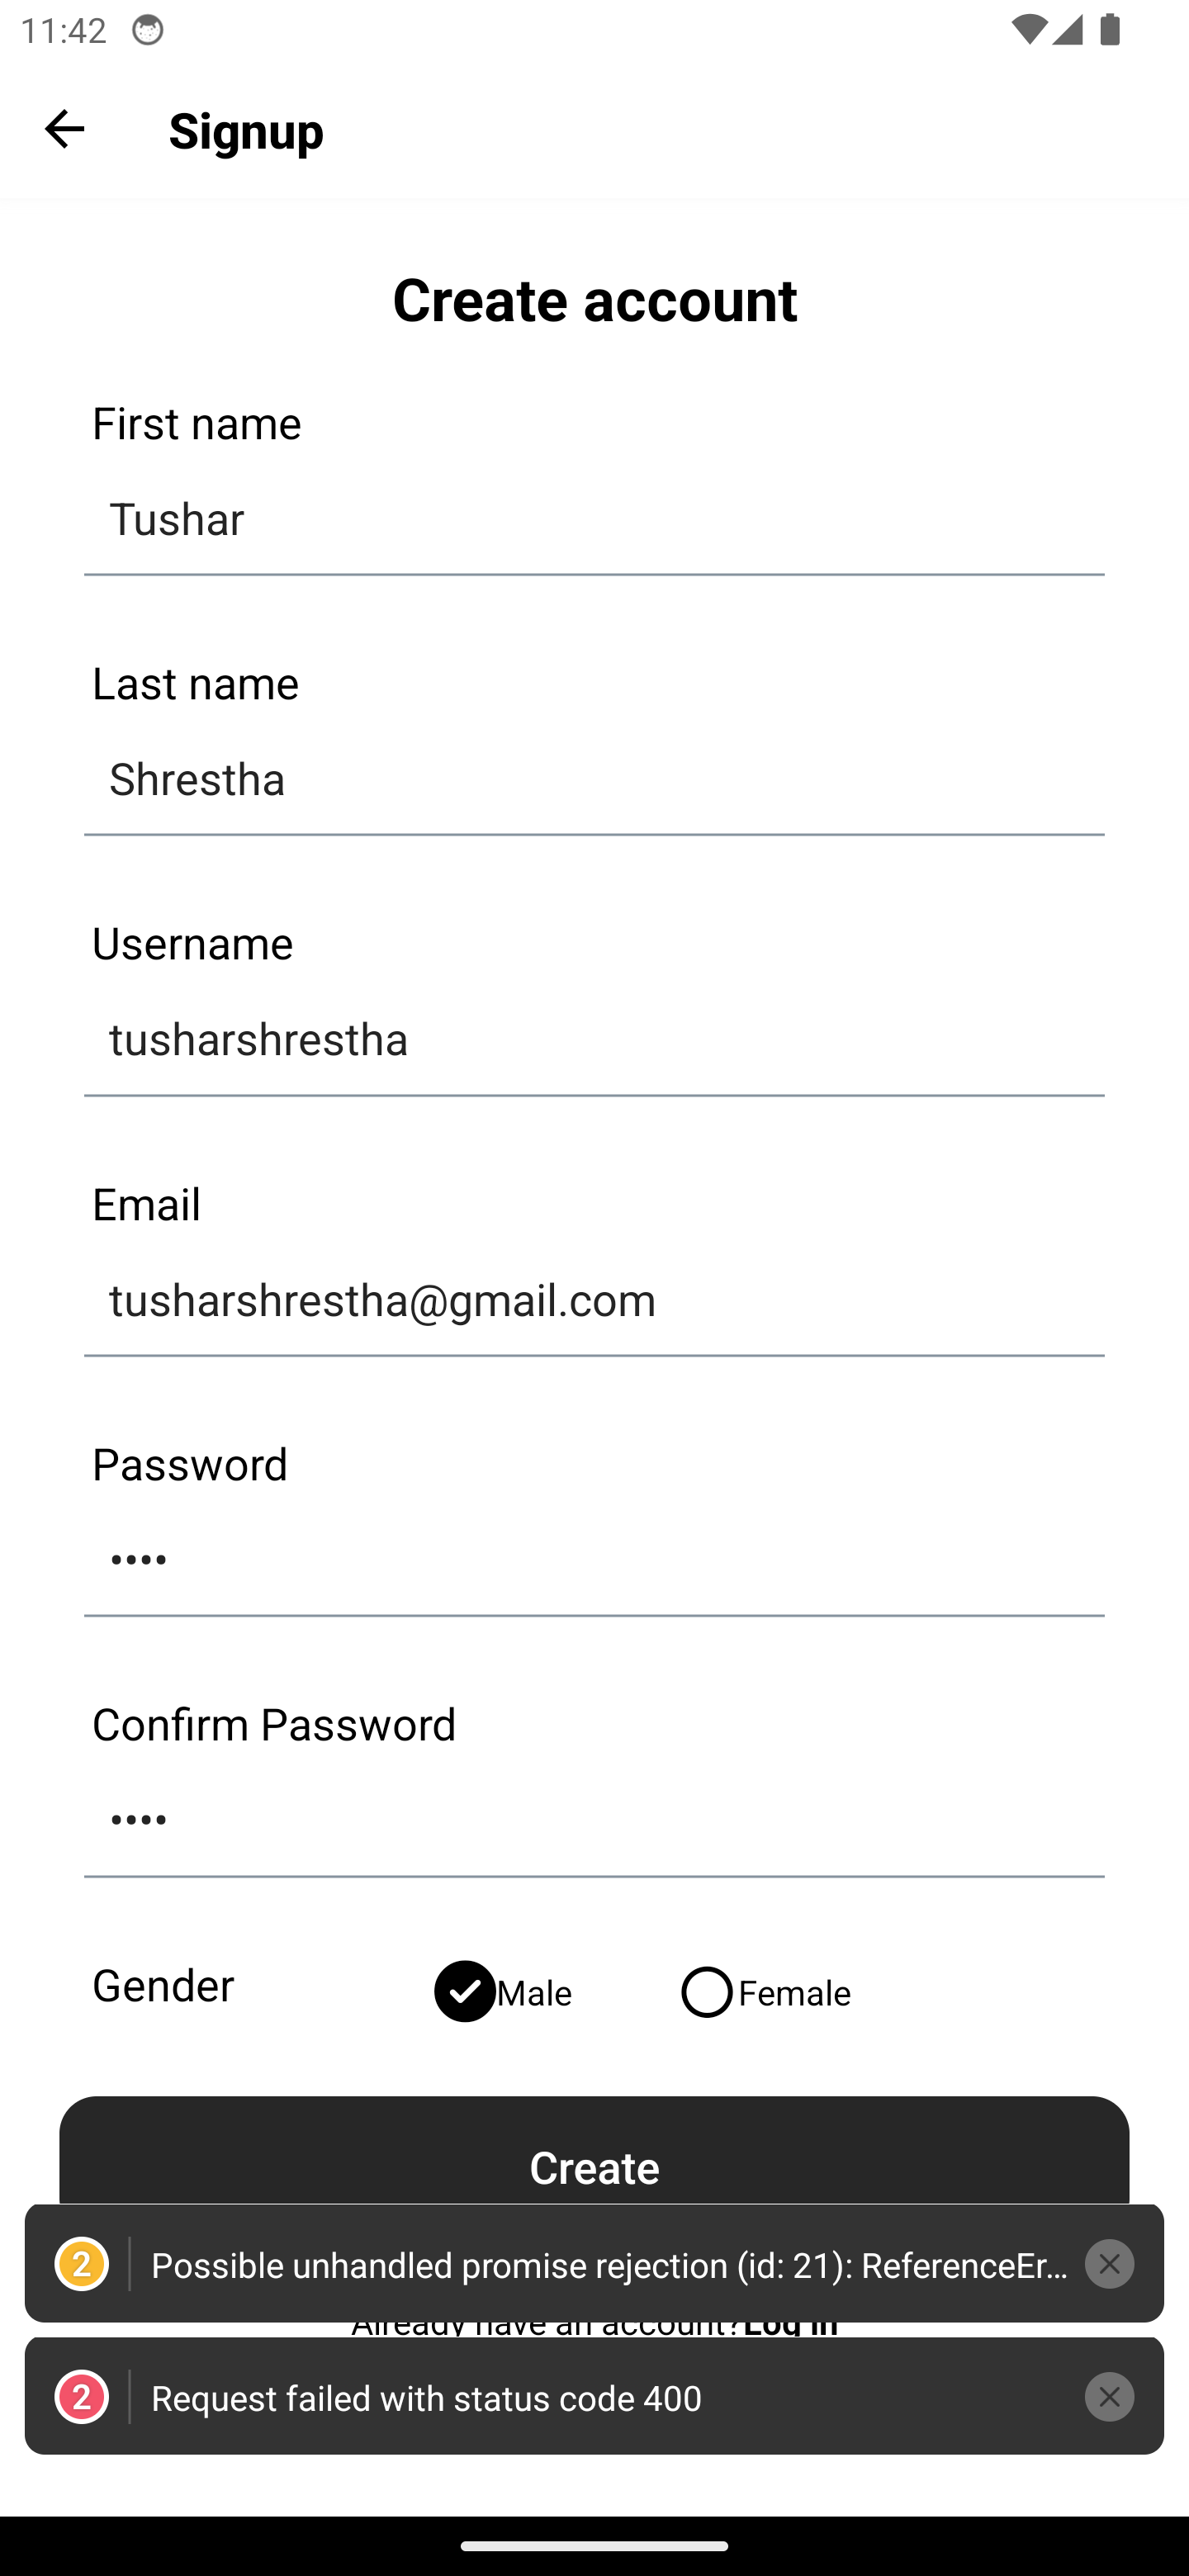 11:42
Signup
Create account
First name
Tushar
Last name
Shrestha
Username
tusharshrestha
Email
tusharshrestha@gmail.com
Password
••••
Confirm Password
••••
Gender
Male
Female
Create
2
Possible unhandled promise rejection (id: 21): ReferenceEr...
Already have an account?Log in
2
Request failed with status code 400